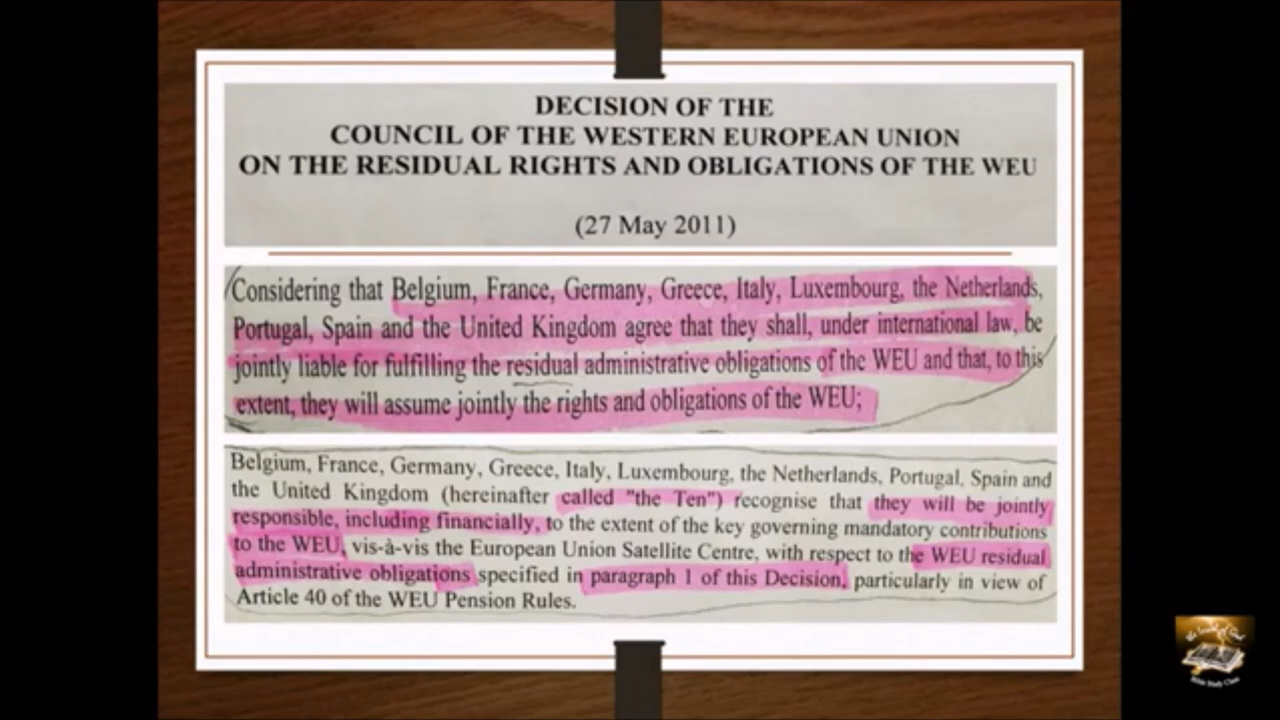 DECISION OF THE
COUNCIL OF THE WESTERN EUROPEAN UNION
ON THE RESIDUAL RIGHTS AND OBLIGATIONS OF THE WEU
(27 May 2011)
Considering that Belgium, France, Germany, Greece, Italy, Luxembourg, the Netherlands,
Portugal, Spain and the United Kingdom agree that they shall, under international law, be
jointly liable for fulfilling the residual administrative obligations of the WEU and that, to this
extent, they will assume jointly the rights and obligations of the WEU;
Belgium, France, Germany, Greece, Italy, Luxembourg, the Netherlands, Portugal, Spain and
the United Kingdom (hereinafter called "the Ten") recognise that they will be jointly
responsible, including financially, to the extent of the key governing mandatory contributions
to the WEU, vis-à-vis the European Union Satellite Centre, with respect to the WEU residual
administrative obligations specified in paragraph 1 of this Decision, particularly in view of
Article 40 of the WEU Pension Rules.
Bible Study Class